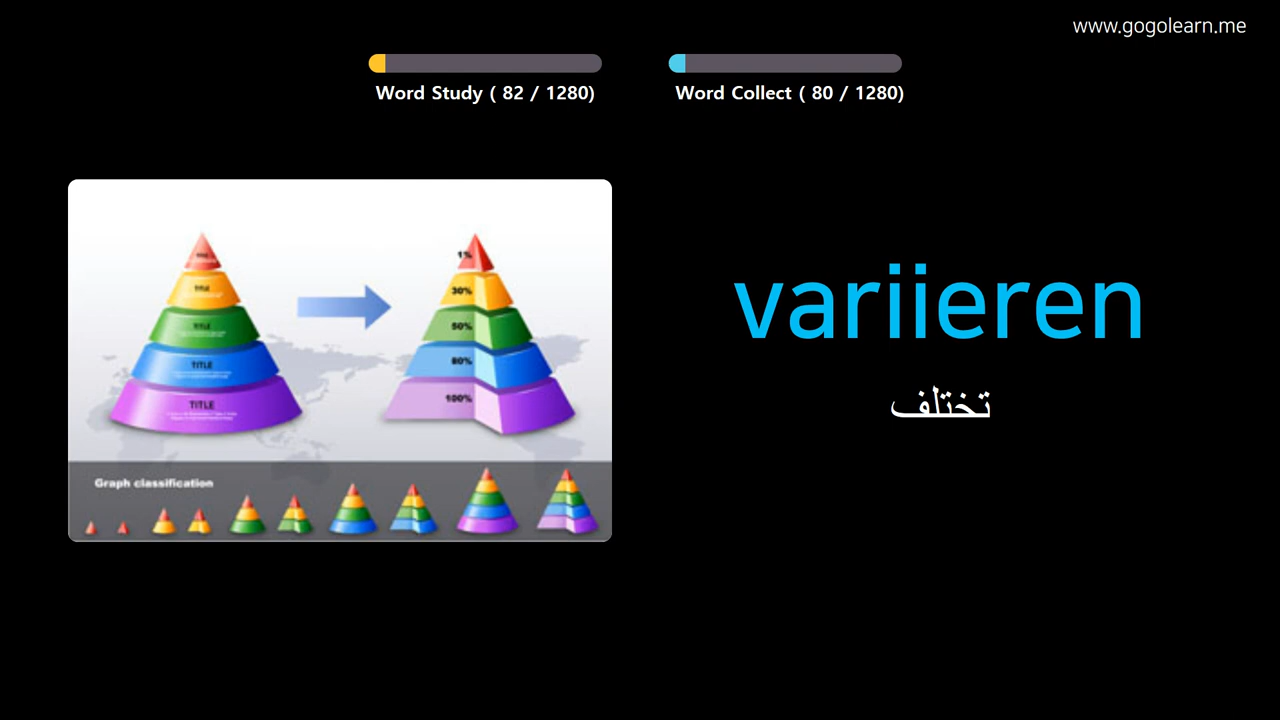 www.gogolearn.me
Word Study ( 82 / 1280)
Word Collect ( 80 / 1280)
TITLE
TITLE
TITLE
TITLE
1%
30%
50%
80%
100%
Graph classification
variieren
تختلف